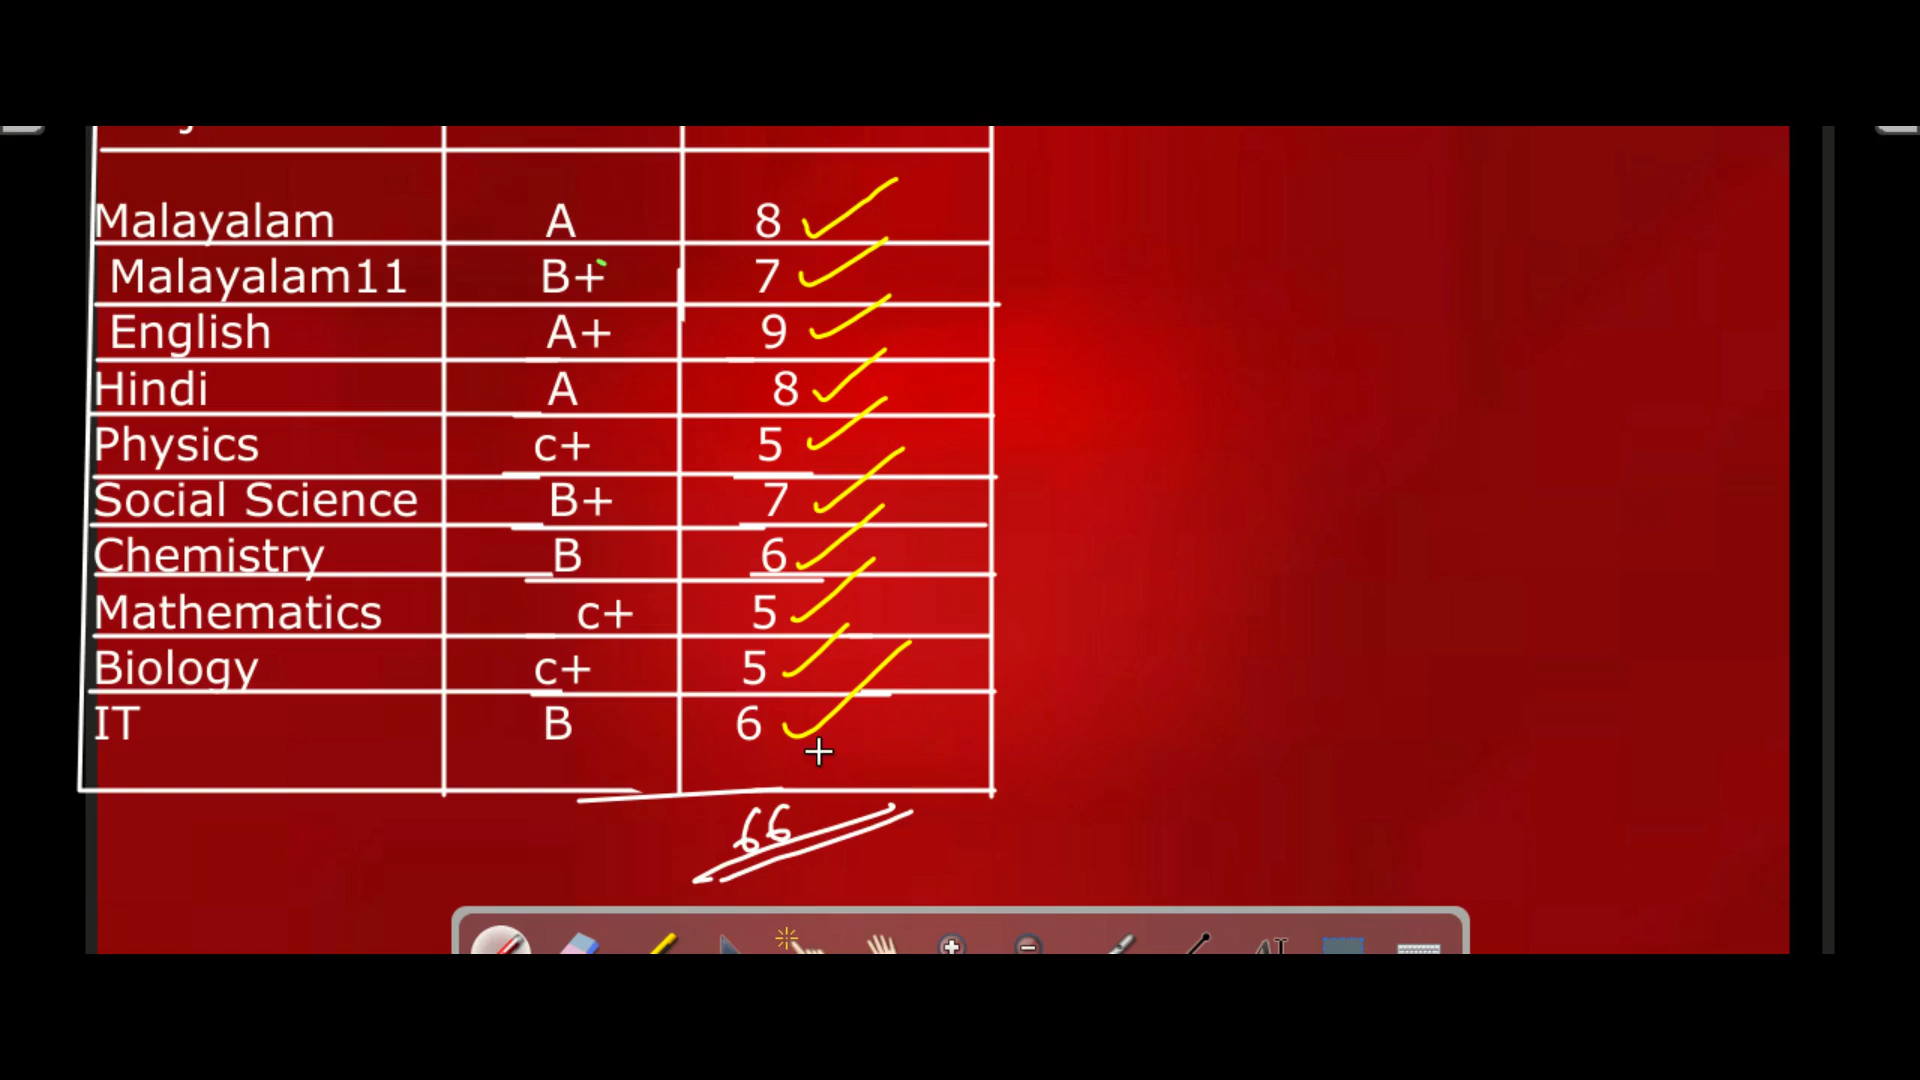 Malayalam A 8
Malayalam11 B+ 7
English A+ 9
Hindi A 8
Physics c+ 5
Social Science B+ 7
Chemistry B 6
Mathematics c+ 5
Biology c+ 5
IT B 6
66